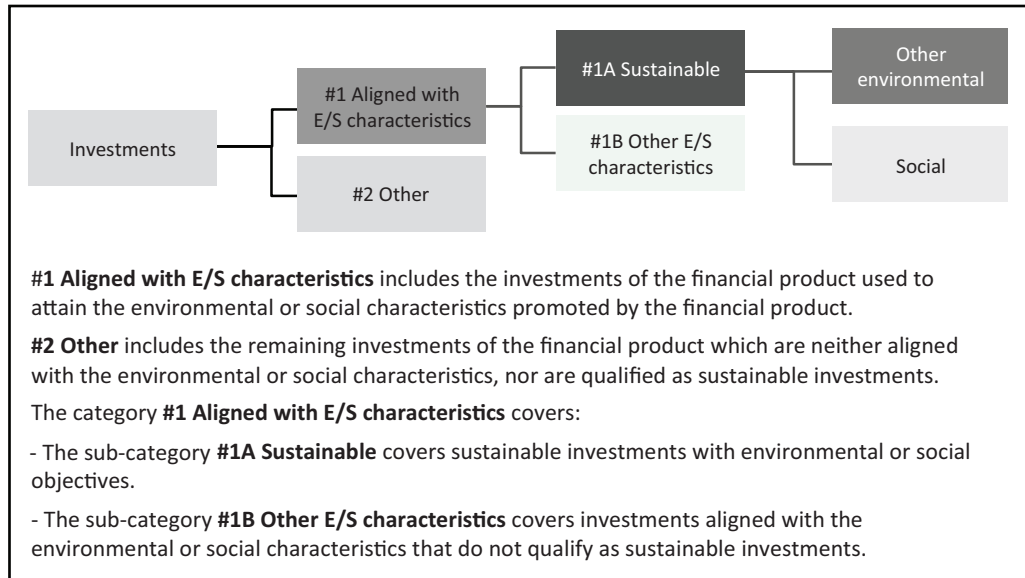 Investments
#1 Aligned with
E/S characteristics
#2 Other
#1A Sustainable
#1B Other E/S
characteristics
Other
environmental
Social
#1 Aligned with E/S characteristics includes the investments of the financial product used to
attain the environmental or social characteristics promoted by the financial product.
#2 Other includes the remaining investments of the financial product which are neither aligned
with the environmental or social characteristics, nor are qualified as sustainable investments.
The category #1 Aligned with E/S characteristics covers:
- The sub-category #1A Sustainable covers sustainable investments with environmental or social
objectives.
- The sub-category #1B Other E/S characteristics covers investments aligned with the
environmental or social characteristics that do not qualify as sustainable investments.